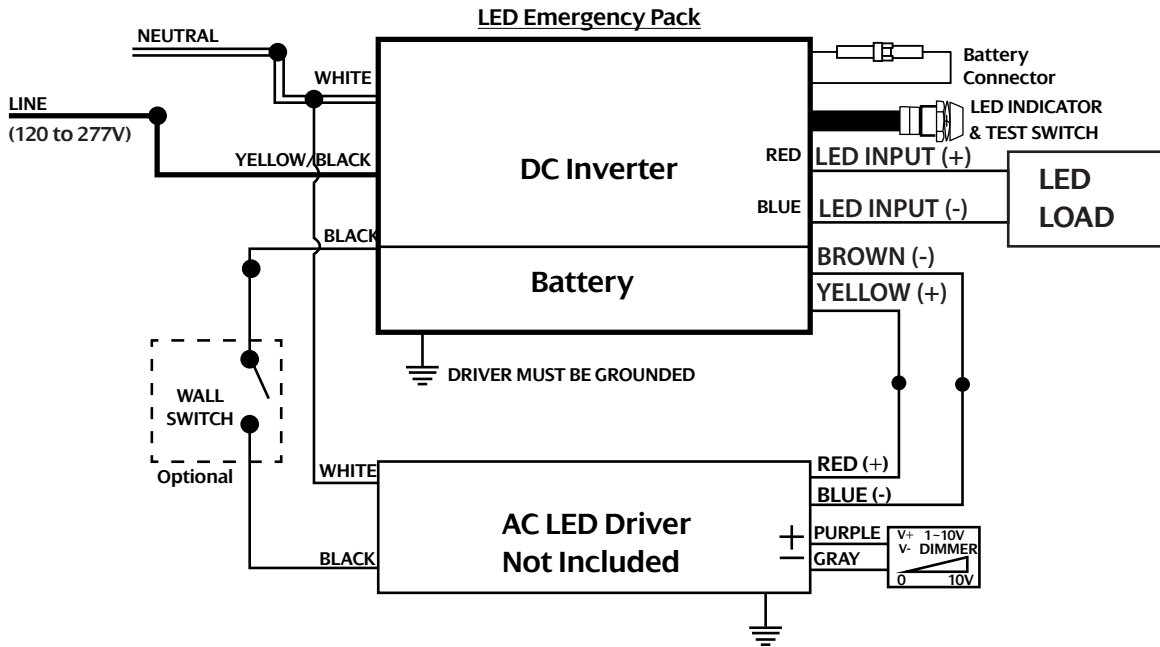 LED Emergency Pack
NEUTRAL
WHITE
LINE
(120 to 277V)
YELLOW/BLACK
BLACK
DC Inverter
Battery
Battery
Connector
LED INDICATOR
& TEST SWITCH
RED
LED INPUT (+)
BLUE
LED INPUT (-)
LED
LOAD
BROWN (-)
YELLOW (+)
DRIVER MUST BE GROUNDED
WALL
SWITCH
Optional
WHITE
BLACK
AC LED Driver
Not Included
RED (+)
BLUE (-)
+
PURPLE
−
GRAY
V+ 1~10V
V- DIMMER
0 10V